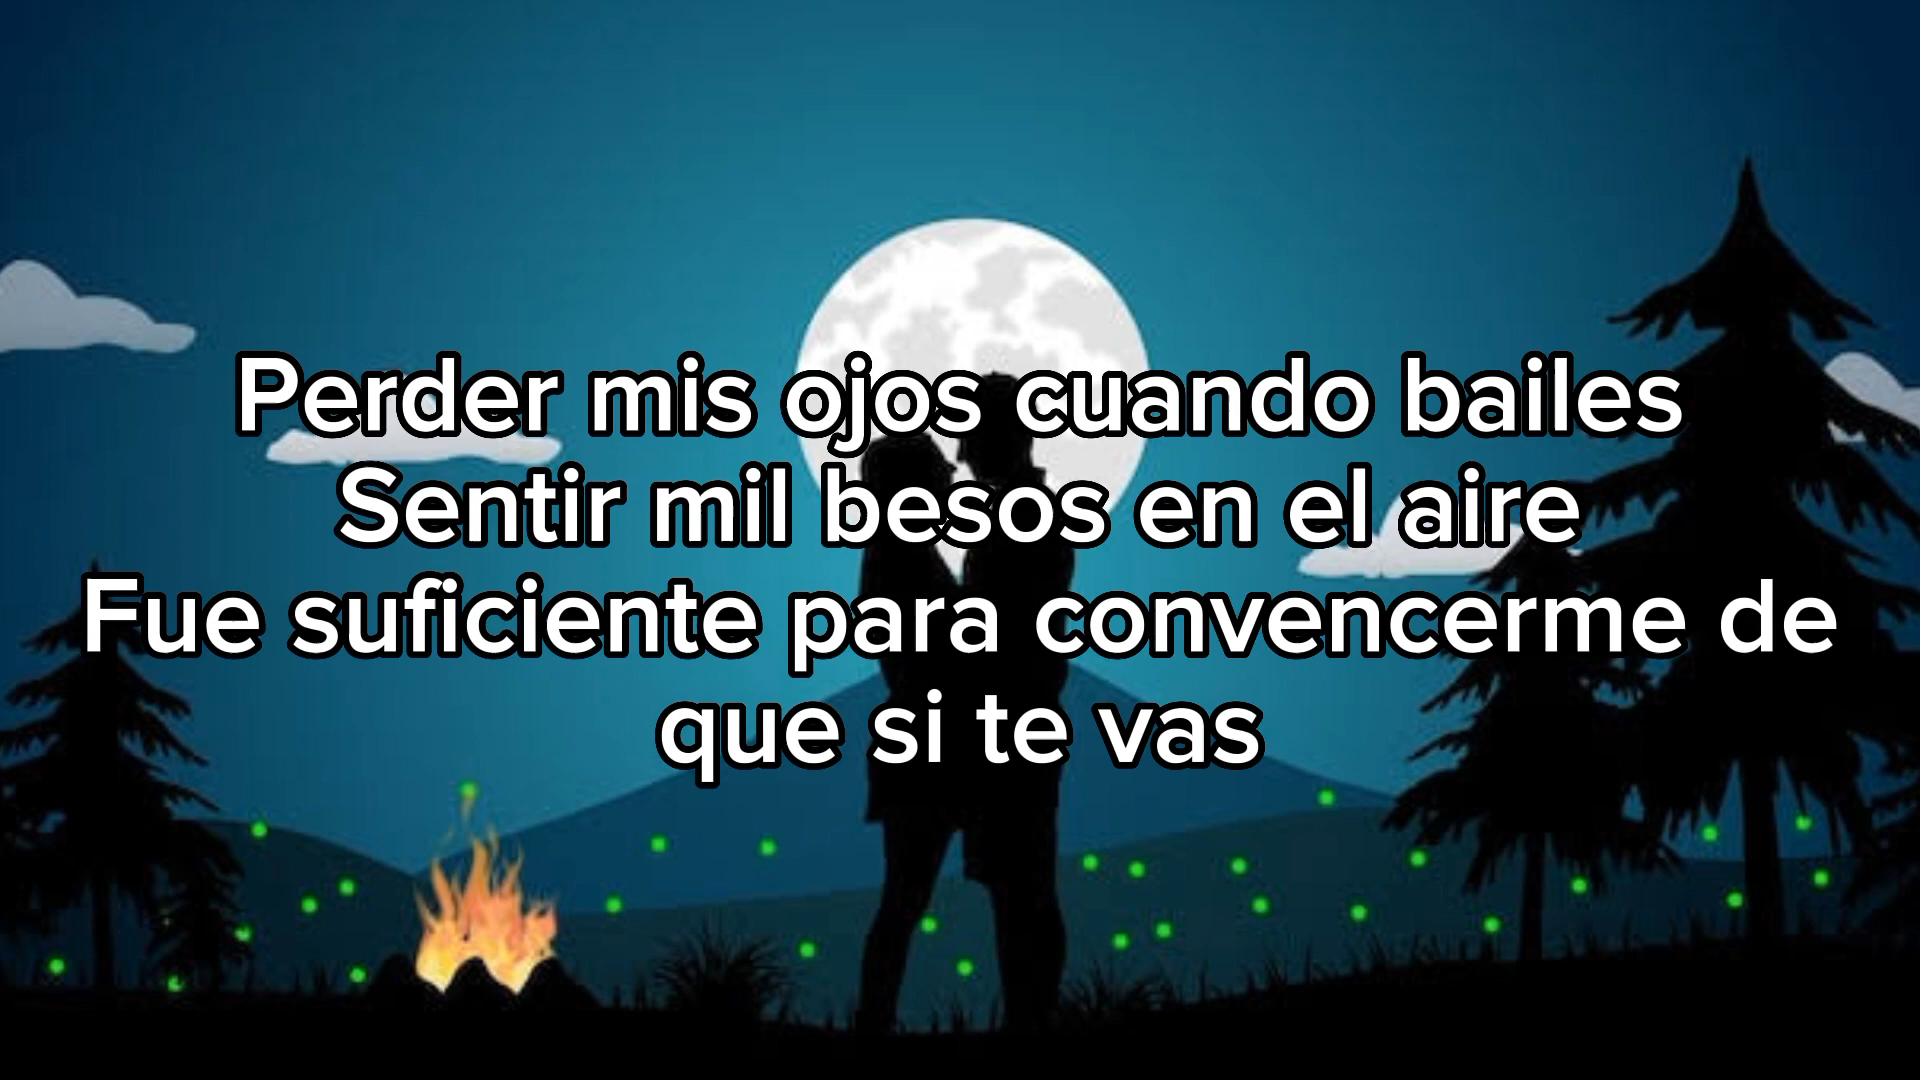 Perder mis ojos cuando bailes
Sentir mil besos en el aire
Fue suficiente para convencerme de
que si te vas